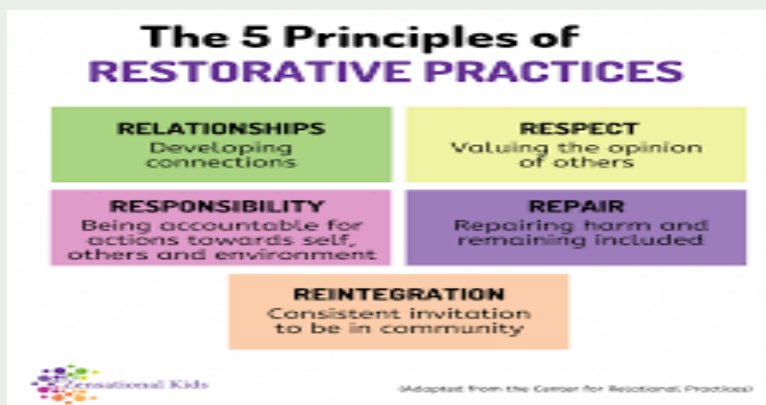 The 5 Principles of
RESTORATIVE PRACTICES
RELATIONSHIPS
Developing
connections
RESPECT
Valuing the opinion
of others
RESPONSIBILITY
Being accountable for
actions towards self,
others and environment
REPAIR
Repairing harm and
remaining included
REINTEGRATION
Consistent invitation
to be in community
Zensational Kids
(Adapted from the Center for Relational Practices)